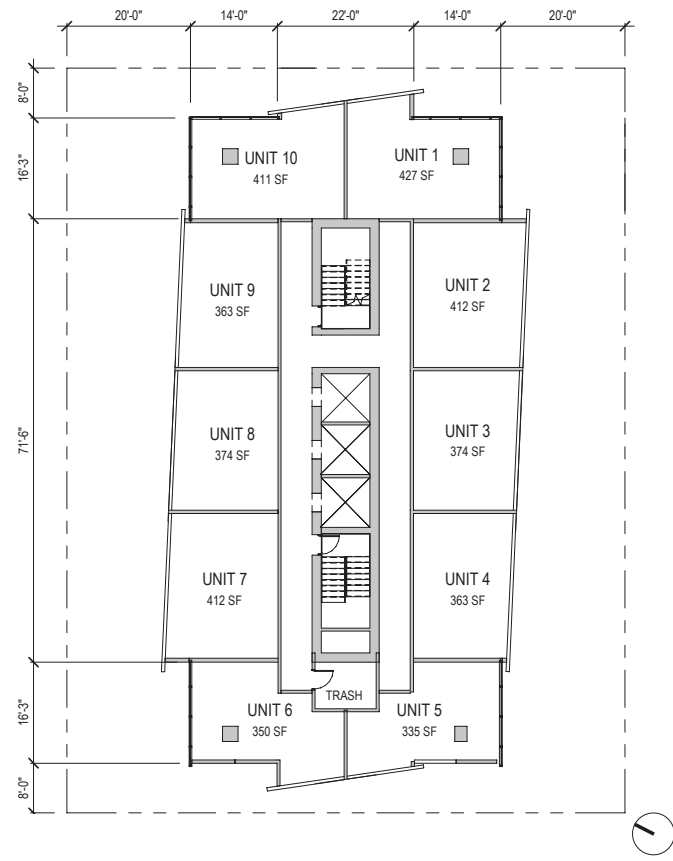 20'-0" 14'-0" 22'-0" 14'-0" 20'-0"
8'-0"
16'-3"
UNIT 10
411 SF
UNIT 1
427 SF
71'-6"
UNIT 9
363 SF
UNIT 2
412 SF
UNIT 8
374 SF
UNIT 3
374 SF
UNIT 7
412 SF
UNIT 4
363 SF
16'-3"
TRASH
UNIT 6
350 SF
UNIT 5
335 SF
8'-0"